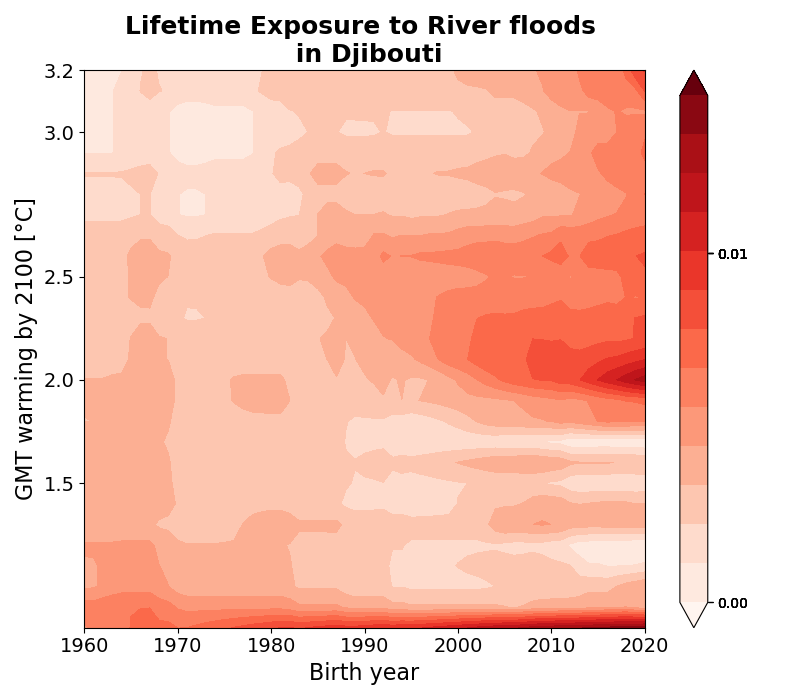 Lifetime Exposure to River floods
in Djibouti
GMT warming by 2100 [°C]
3.2
3.0
2.5
2.0
1.5
1960 1970 1980 1990 2000 2010 2020
Birth year
0.01
0.00